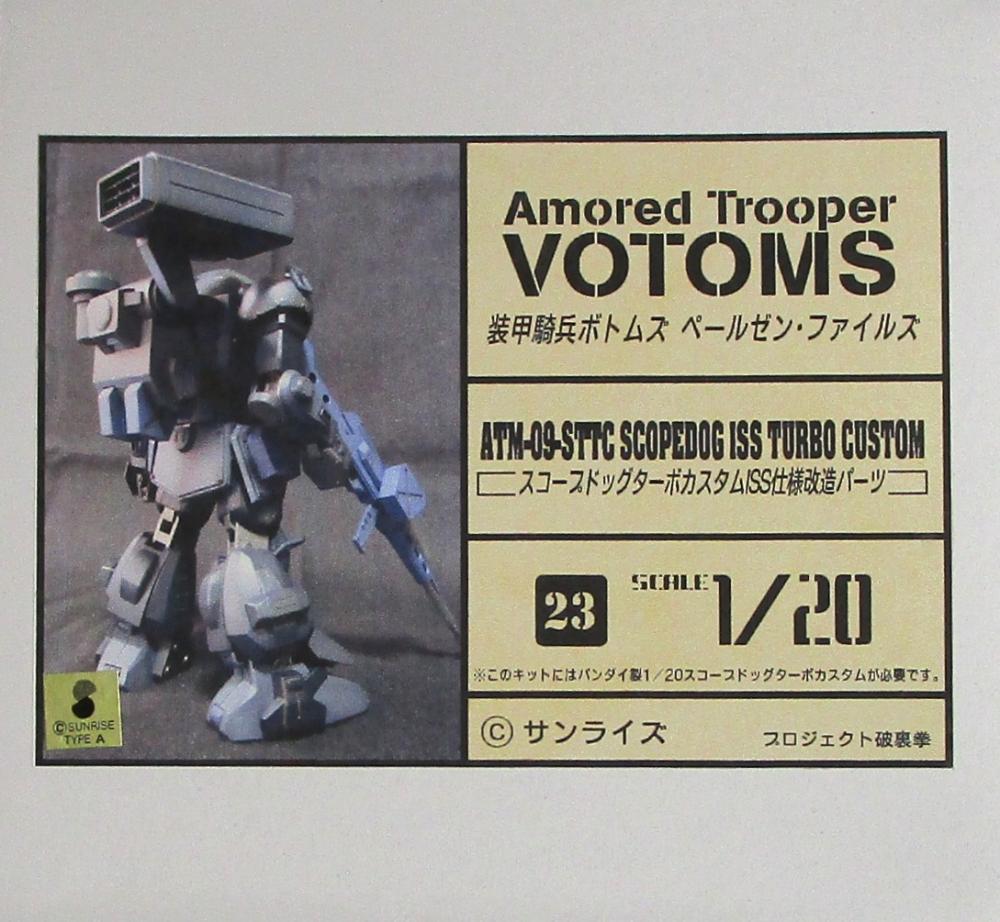 Amored Trooper
VOTOMS
装甲騎兵ボトムズ ペールゼン・ファイルズ
ATM-09-STTC SCOPEDOG ISS TURBO CUSTOM
スコープドッグターボカスタムISS仕様改造パーツ
23 SCALE 1/20
※このキットにはバンダイ製1/20スコープドッグターボカスタムが必要です。
©サンライズ プロジェクト破裏拳
©SUNRISE
TYPE A